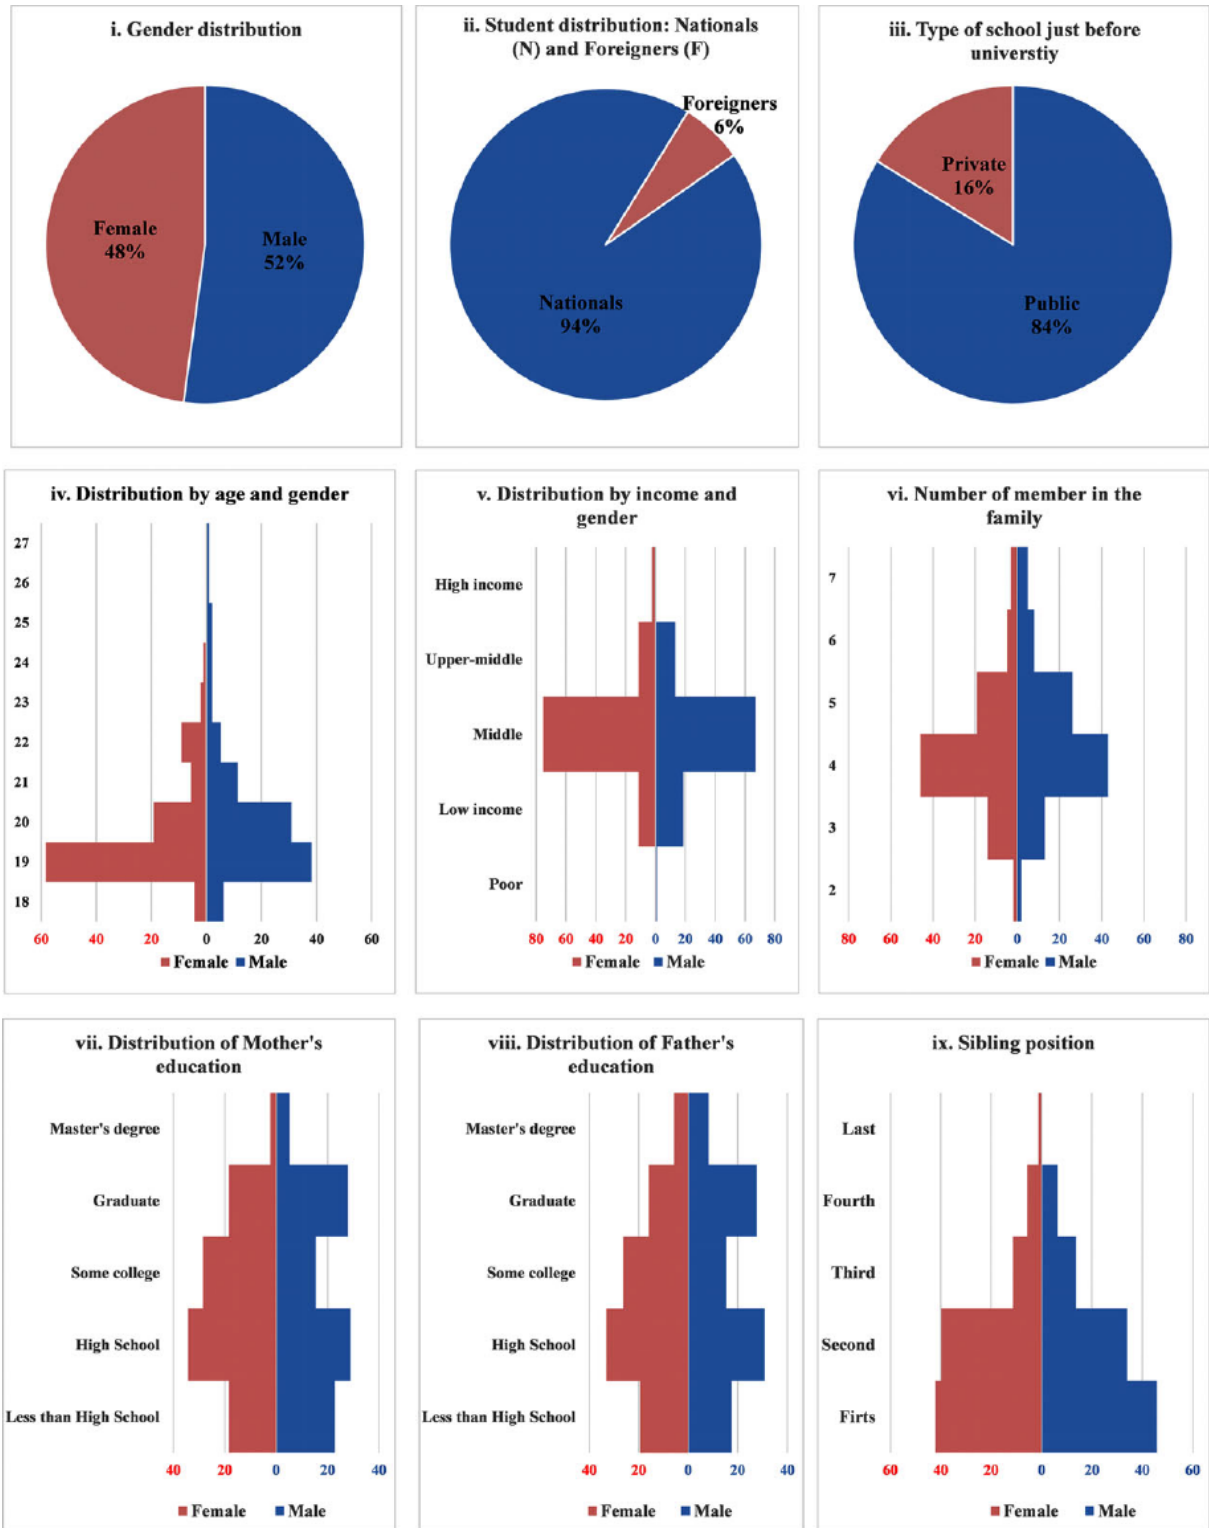 i. Gender distribution
Female
48%
Male
52%
ii. Student distribution: Nationals
(N) and Foreigners (F)
Foreigners
6%
Nationals
94%
iii. Type of school just before
universtiy
Private
16%
Public
84%
iv. Distribution by age and gender
27
26
25
24
23
22
21
20
19
18
60 40 20 0 20 40 60
Female Male
v. Distribution by income and
gender
High income
Upper-middle
Middle
Low income
Poor
80 60 40 20 0 20 40 60 80
Female Male
vi. Number of member in the
family
7
6
5
4
3
2
80 60 40 20 0 20 40 60 80
Female Male
vii. Distribution of Mother's
education
Master's degree
Graduate
Some college
High School
Less than High School
40 20 0 20 40
Female Male
viii. Distribution of Father's
education
Master's degree
Graduate
Some college
High School
Less than High School
40 20 0 20 40
Female Male
ix. Sibling position
Last
Fourth
Third
Second
Firts
60 40 20 0 20 40 60
Female Male